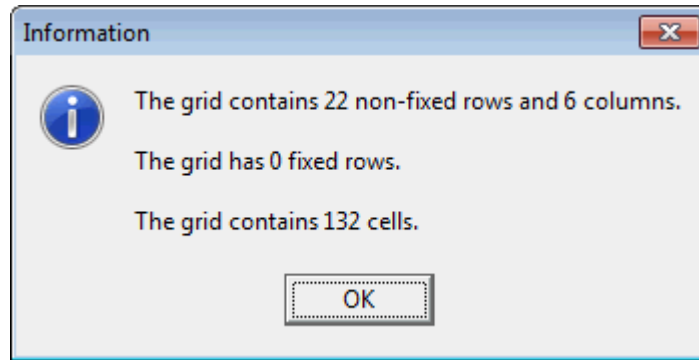 Information
The grid contains 22 non-fixed rows and 6 columns.
The grid has 0 fixed rows.
The grid contains 132 cells.
OK